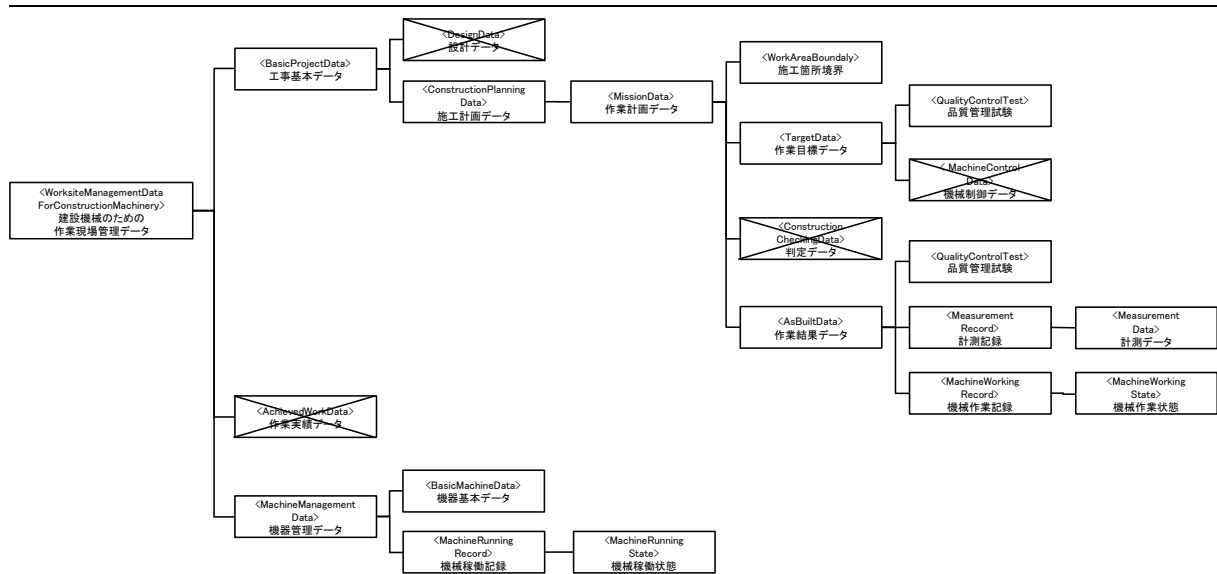 <WorksiteManagementData
ForConstructionMachinery>
建設機械のための
作業現場管理データ
<BasicProjectData>
工事基本データ
<DesignData>
設計データ
<ConstructionPlanning
Data>
施工計画データ
<MissionData>
作業計画データ
<WorkAreaBoundaly>
施工箇所境界
<TargetData>
作業目標データ
<QualityControlTest>
品質管理試験
<MachineControl
Data>
機械制御データ
<Construction
CheckingData>
判定データ
<AsBuiltData>
作業結果データ
<QualityControlTest>
品質管理試験
<Measurement
Record>
計測記録
<Measurement
Data>
計測データ
<MachineWorking
Record>
機械作業記録
<MachineWorking
State>
機械作業状態
<AchievedWorkData>
作業実績データ
<MachineManagement
Data>
機器管理データ
<BasicMachineData>
機器基本データ
<MachineRunning
Record>
機械稼働記録
<MachineRunning
State>
機械稼働状態